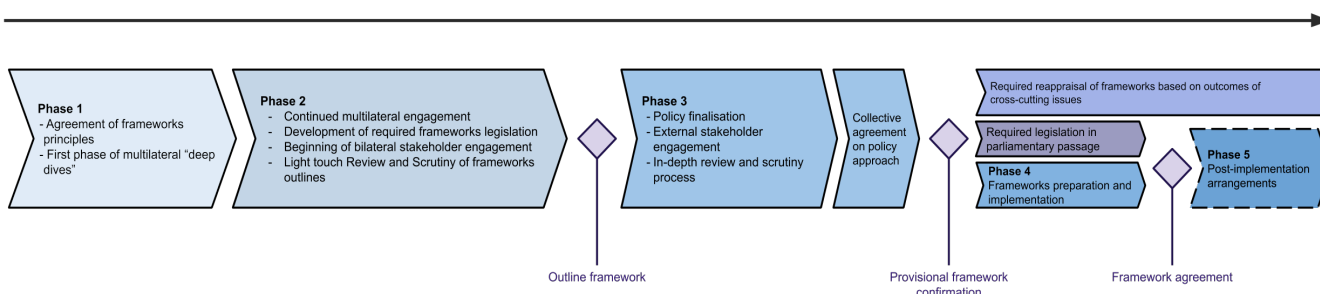 Phase 1
- Agreement of frameworks
principles
- First phase of multilateral “deep
dives”
Phase 2
- Continued multilateral engagement
- Development of required frameworks legislation
- Beginning of bilateral stakeholder engagement
- Light touch Review and Scrutiny of frameworks
outlines
Outline framework
Phase 3
- Policy finalisation
- External stakeholder
engagement
- In-depth review and scrutiny
process
Collective
agreement
on policy
approach
Provisional framework
confirmation
Required reappraisal of frameworks based on outcomes of
cross-cutting issues
Required legislation in
parliamentary passage
Phase 4
Frameworks preparation and
implementation
Framework agreement
Phase 5
Post-implementation
arrangements